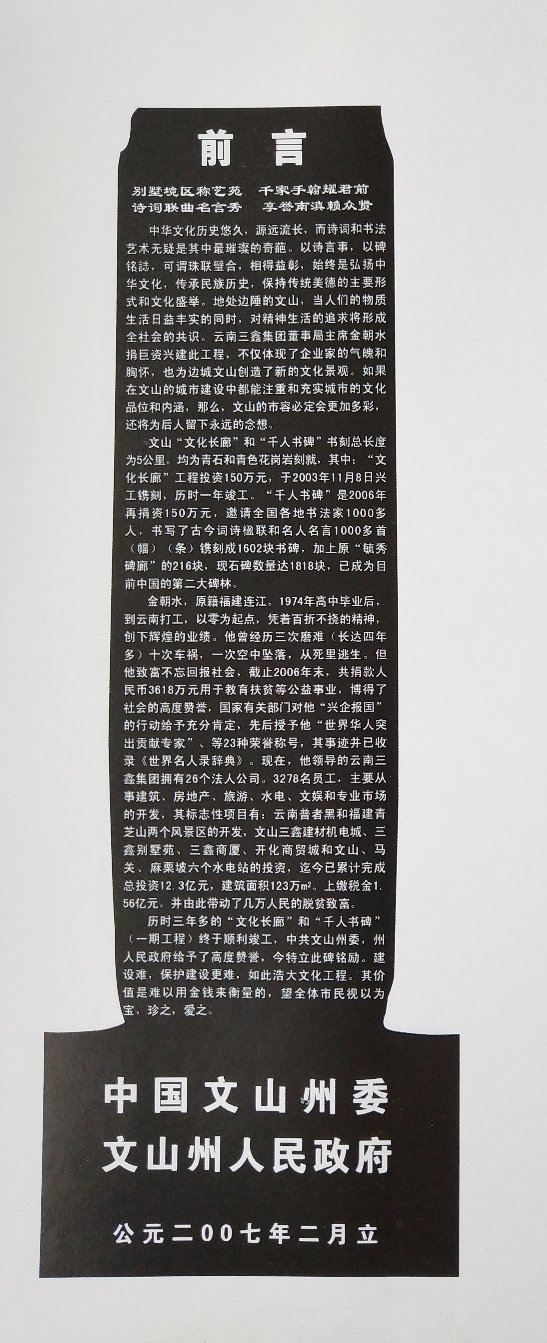 前言
别墅境区称艺苑 千家手翰耀君前
诗词联曲名言秀 享誉南滇赖众贤
中华文化历史悠久，源远流长，而诗词和书法
艺术无疑是其中最璀璨的奇葩。以诗言事，以碑
铭誌，可谓珠联璧合，相得益彰，始终是弘扬中
华文化，传承民族历史，保持传统美德的主要形
式和文化盛举。地处边陲的文山，当人们的物质
生活日益丰实的同时，对精神生活的追求将形成
全社会的共识。云南三鑫集团董事局主席金朝水
捐巨资兴建此工程，不仅体现了企业家的气魄和
胸怀，也为边城文山创造了新的文化景观。如果
在文山的城市建设中都能注重和充实城市的文化
品位和内涵，那么，文山的市容必定会更加多彩，
还将为后人留下永远的念想。
文山“文化长廊”和“千人书碑”书刻总长度
为5公里。均为青石和青色花岗岩刻就，其中：“文
化长廊”工程投资150万元，于2003年11月8日兴
工镌刻，历时一年竣工。“千人书碑”是2006年
再捐资150万元，邀请全国各地书法家1000多
人，书写了古今词诗楹联和名人名言1000多首
（幅）（条）镌刻成1602块书碑，加上原“毓秀
碑廊”的216块，现石碑数量达1818块，已成为目
前中国的第二大碑林。
金朝水，原籍福建连江。1974年高中毕业后，
到云南打工，以零为起点，凭着百折不挠的精神，
创下辉煌的业绩。他曾经历三次磨难（长达四年
多）十次车祸，一次空中坠落，从死里逃生。但
他致富不忘回报社会，截止2006年末，共捐款人
民币3618万元用于教育扶贫等公益事业，博得了
社会的高度赞誉，国家有关部门对他“兴企报国”
的行动给予充分肯定，先后授予他“世界华人突
出贡献专家”、等23种荣誉称号，其事迹并已收
录《世界名人录辞典》。现在，他领导的云南三
鑫集团拥有26个法人公司。3278名员工，主要从
事建筑、房地产、旅游、水电、文娱和专业市场
的开发，其标志性项目有：云南普者黑和福建青
芝山两个风景区的开发，文山三鑫建材机电城、三
鑫别墅苑、三鑫商厦、开化商贸城和文山、马
关、麻栗坡六个水电站的投资，迄今已累计完成
总投资12.3亿元，建筑面积123万㎡。上缴税金1.
56亿元。并由此带动了几万人民的脱贫致富。
历时三年多的“文化长廊”和“千人书碑”
（一期工程）终于顺利竣工，中共文山州委，州
人民政府给予了高度赞誉，今特立此碑铭励。建
设难，保护建设更难，如此浩大文化工程。其价
值是难以用金钱来衡量的，望全体市民视以为
宝，珍之，爱之。
中国文山州委
文山州人民政府
公元二00七年二月立